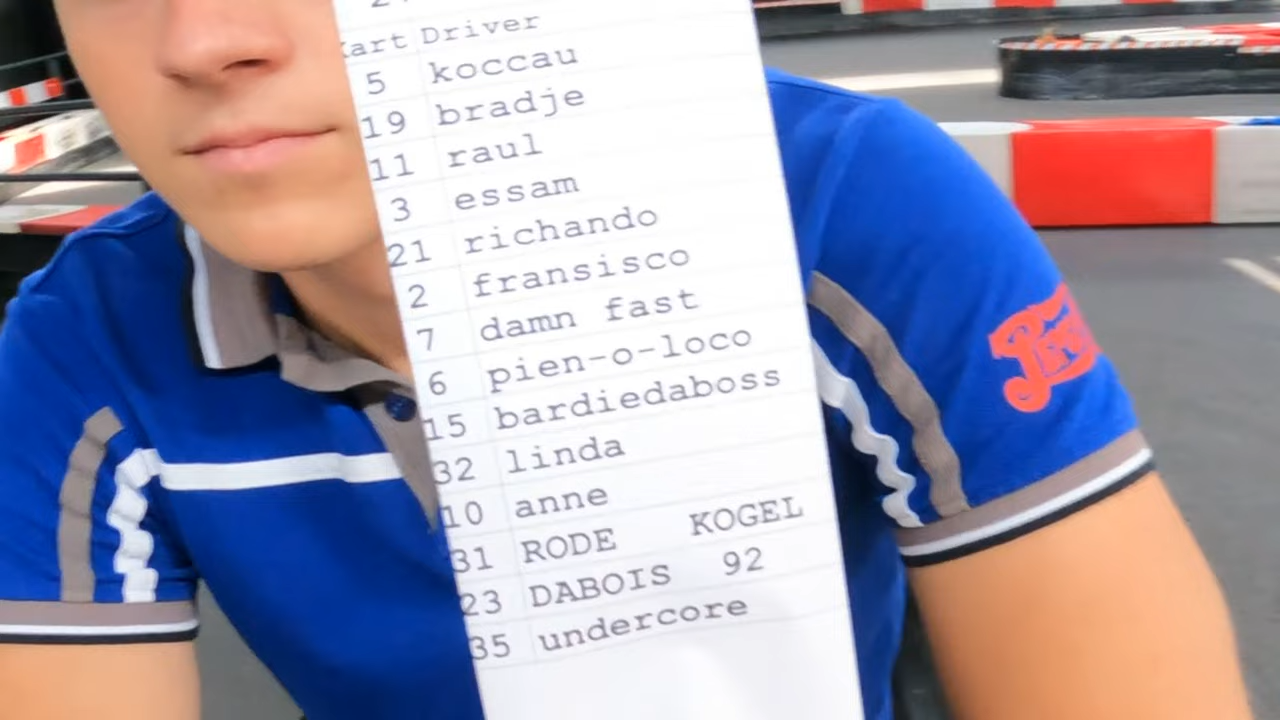 Kart Driver
5 koccau
19 bradje
11 raul
3 essam
21 richando
2 fransisco
7 damn fast
6 pien-o-loco
15 bardiedaboss
32 linda
10 anne
31 RODE KOGEL
23 DABOIS 92
35 undercore